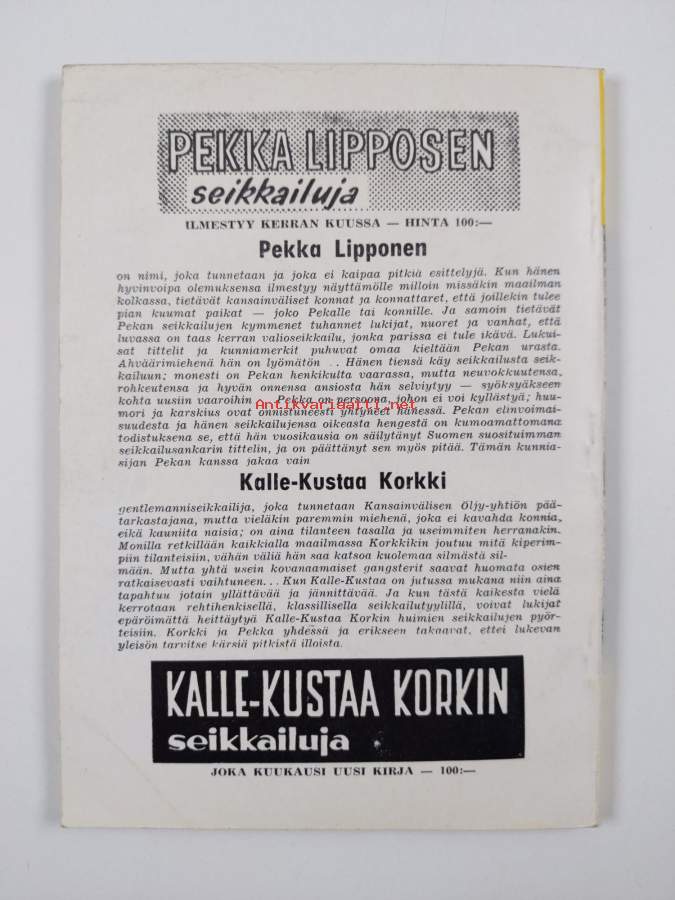 PEKKA LIPPOSEN
seikkailuja
ILMESTYY KERRAN KUUSSA — HINTA 100:—
Pekka Lipponen
on nimi, joka tunnetaan ja joka ei kaipaa pitkiä esittelyjä. Kun hänen
hyvinvoipa olemuksensa ilmestyy näyttämölle milloin missäkin maailman
kolkassa, tietävät kansainväliset konnat ja konnattaret, että joillekin tulee
pian kuumat paikat — joko Pekalle tai konnille. Ja samoin tietävät
Pekan seikkailujen kymmenet tuhannet lukijat, nuoret ja vanhat, että
luvassa on taas kerran valioseikkailu, jonka parissa ei tule ikävä. Lukui-
sat tittelit ja kunniamerkit puhuvat omaa kieltään Pekan urasta.
Ahväärimiehenä hän on lyömätön . . Hänen tiensä käy seikkailusta seik-
kailuun; monesti on Pekan henkikulta vaarassa, mutta neuvokkuutensa,
rohkeutensa ja hyvän onnensa ansiosta hän selviytyy — syöksyäkseen
kohta uusiin vaaroihin Pekka on persoona, johon ei voi kyllästyä; huu-
mori ja karskius ovat onnistuneesti yhtyneet hänessä. Pekan elinvoimai-
suudesta ja hänen seikkailujensa oikeasta hengestä on kumoamattomana
todistuksena se, että hän vuosikausia on säilytänyt Suomen suosituimman
seikkailusankarin tittelin, ja on päättänyt sen myös pitää. Tämän kunnia-
sijan Pekan kanssa jakaa vain
Antikvariaatti.net
Kalle-Kustaa Korkki
gentlemanniseikkailija, joka tunnetaan Kansainvälisen Öljy-yhtiön pää-
tarkastajana, mutta vieläkin paremmin miehenä, joka ei kavahda konnia,
eikä kauniita naisia; on aina tilanteen tasalla ja useimmiten herranakin.
Monilla retkillään kaikkialla maailmassa Korkkikin joutuu mitä kiperim-
piin tilanteisiin, vähän väliä hän saa katsoa kuolemaa silmästä sil-
mään. Mutta yhtä usein kovanaamaiset gangsterit saavat huomata osien
ratkaisevasti vaihtuneen... Kun Kalle-Kustaa on jutussa mukana niin aina
tapahtuu jotain yllättävää ja jännittävää. Ja kun tästä kaikesta vielä
kerrotaan rehtihenkisellä, klassillisella seikkailutyylillä, voivat lukijat
epäröimättä heittäytyä Kalle-Kustaa Korkin huimien seikkailujen pyör-
teisiin. Korkki ja Pekka yhdessä ja erikseen takaavat, ettei lukevan
yleisön tarvitse kärsiä pitkistä illoista.
KALLE-KUSTAA KORKIN
seikkailuja
JOKA KUUKAUSI UUSI KIRJA — 100:—